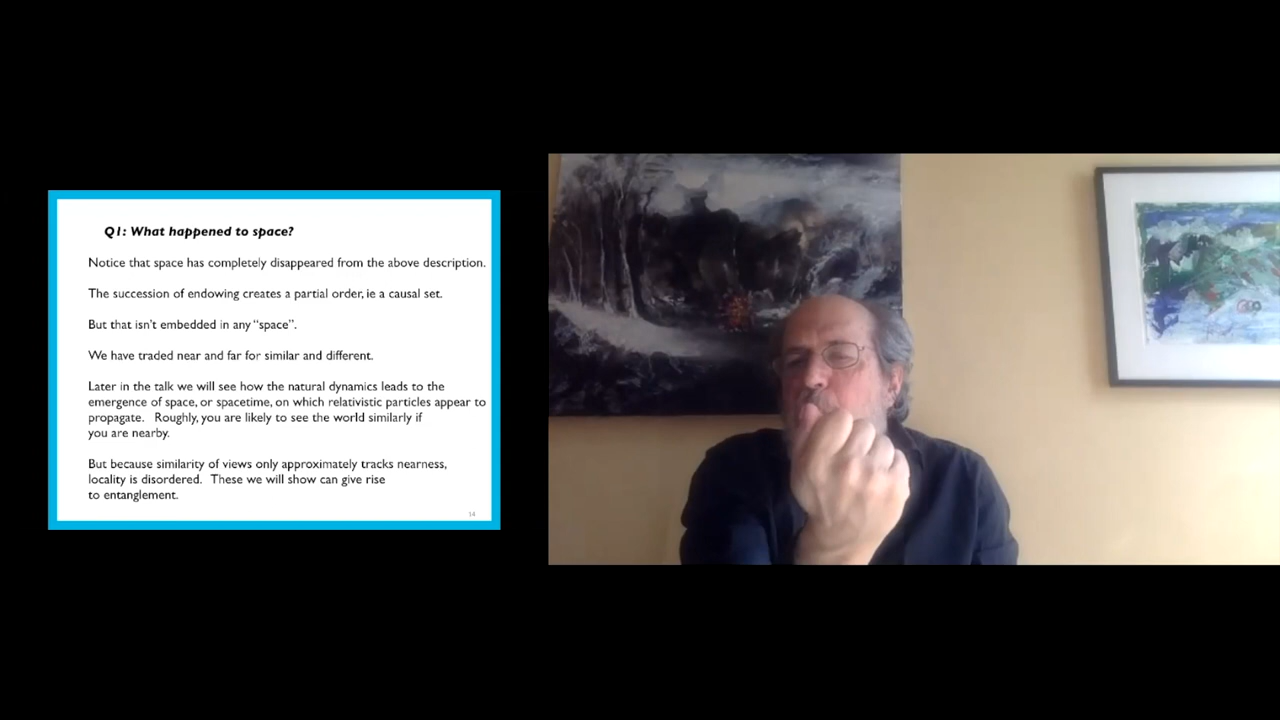 Q1: What happened to space?
Notice that space has completely disappeared from the above description.
The succession of endowing creates a partial order, ie a causal set.
But that isn't embedded in any “space”.
We have traded near and far for similar and different.
Later in the talk we will see how the natural dynamics leads to the
emergence of space, or spacetime, on which relativistic particles appear to
propagate. Roughly, you are likely to see the world similarly if
you are nearby.
But because similarity of views only approximately tracks nearness,
locality is disordered. These we will show can give rise
to entanglement.
14